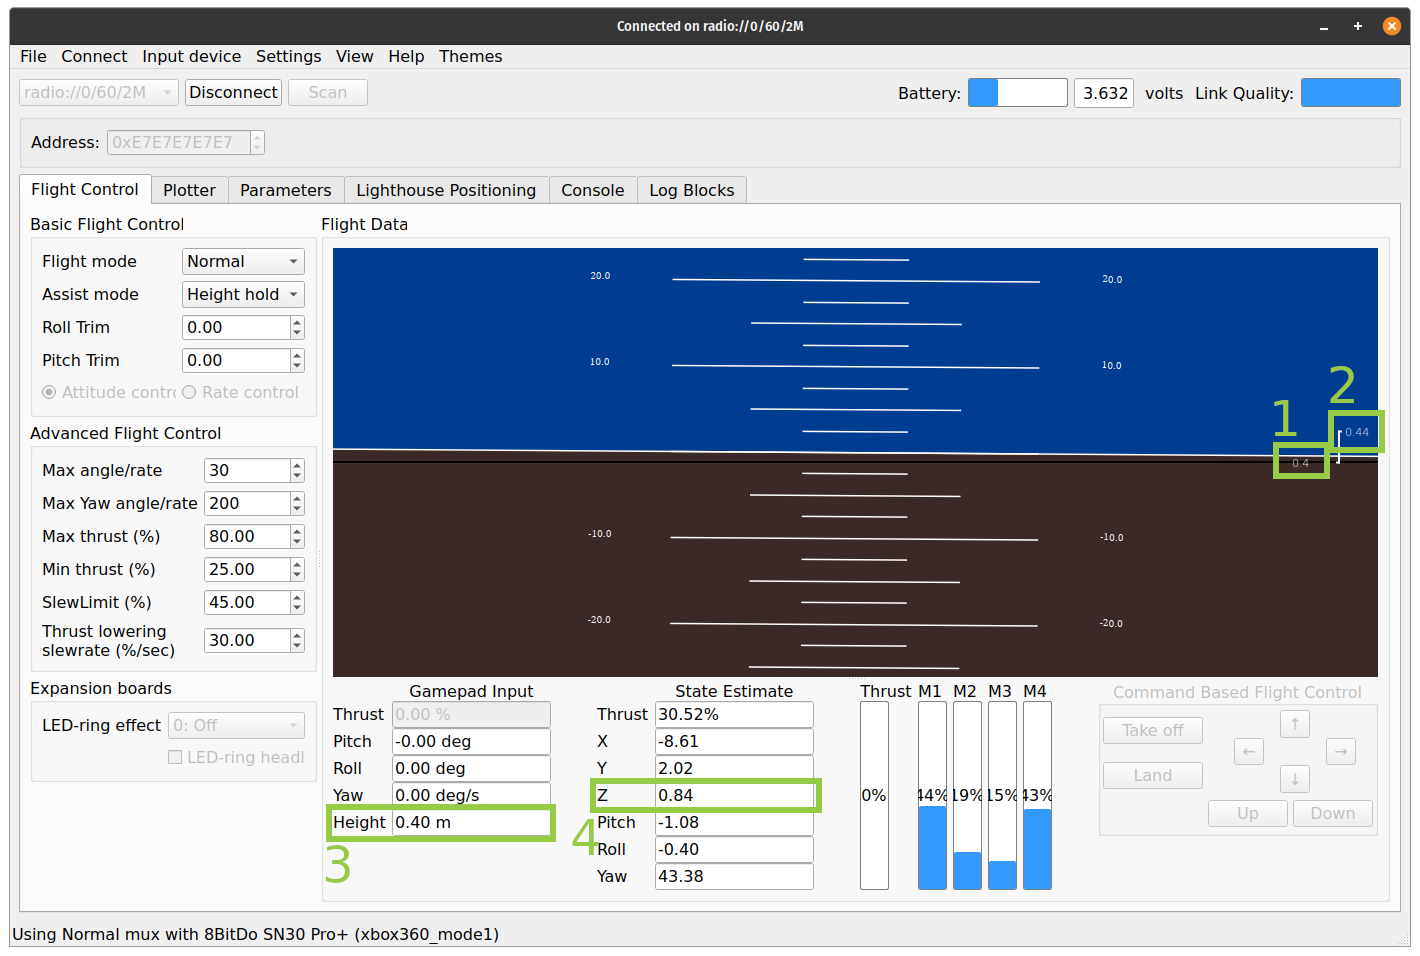 Connected on radio://0/60/2M
File Connect Input device Settings View Help Themes
radio://0/60/2M Disconnect Scan Battery: 3.632 volts Link Quality:
Address: 0xE7E7E7E7E7
Flight Control Plotter Parameters Lighthouse Positioning Console Log Blocks
Basic Flight Control
Flight mode Normal
Assist mode Height hold
Roll Trim 0.00
Pitch Trim 0.00
Attitude contro Rate control
Advanced Flight Control
Max angle/rate 30
Max Yaw angle/rate 200
Max thrust (%) 80.00
Min thrust (%) 25.00
SlewLimit (%) 45.00
Thrust lowering
slewrate (%/sec) 30.00
Expansion boards
LED-ring effect 0: Off
LED-ring headl
Flight Data
20.0 20.0
10.0 10.0
2
1 0.44
0.4
-10.0 -10.0
-20.0 -20.0
Gamepad Input
Thrust 0.00 %
Pitch -0.00 deg
Roll 0.00 deg
Yaw 0.00 deg/s
Height 0.40 m
3
State Estimate
Thrust 30.52%
X -8.61
Y 2.02
Z 0.84
4
Pitch -1.08
Roll -0.40
Yaw 43.38
Thrust M1 M2 M3 M4
0% 44% 19% 15% 43%
Command Based Flight Control
Take off ↑
← →
Land ↓
Up Down
Using Normal mux with 8BitDo SN30 Pro+ (xbox360_mode1)